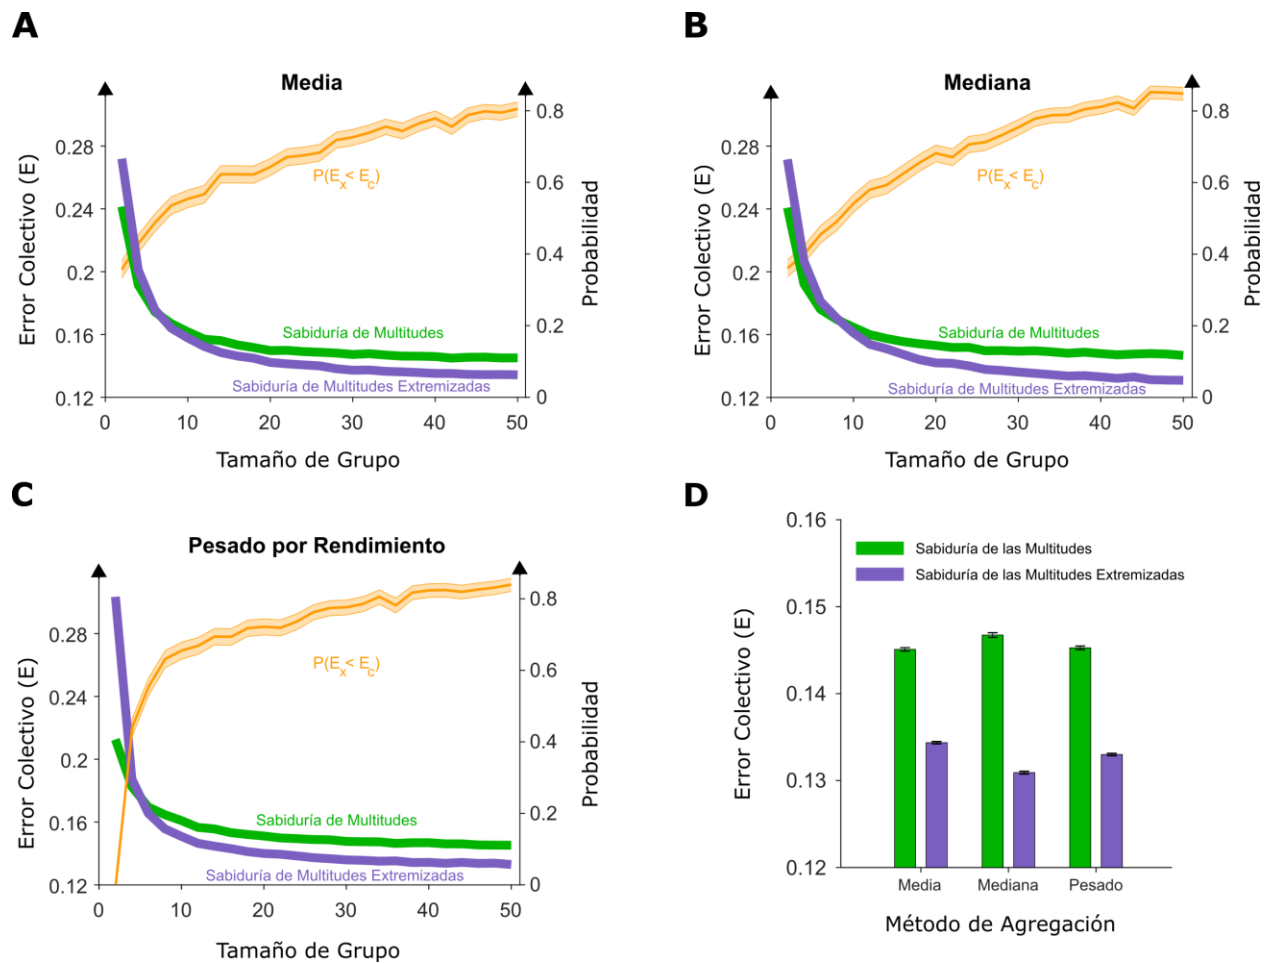 A
Media
Error Colectivo (E)
0.28
0.24
0.2
0.16
0.12
0.8
0.6
0.4
0.2
0
Probabilidad
P(Eₓ< E꜀)
Sabiduría de Multitudes
Sabiduría de Multitudes Extremizadas
0 10 20 30 40 50
Tamaño de Grupo
B
Mediana
Error Colectivo (E)
0.28
0.24
0.2
0.16
0.12
0.8
0.6
0.4
0.2
0
Probabilidad
P(Eₓ< E꜀)
Sabiduría de Multitudes
Sabiduría de Multitudes Extremizadas
0 10 20 30 40 50
Tamaño de Grupo
C
Pesado por Rendimiento
Error Colectivo (E)
0.28
0.24
0.2
0.16
0.12
0.8
0.6
0.4
0.2
0
Probabilidad
P(Eₓ< E꜀)
Sabiduría de Multitudes
Sabiduría de Multitudes Extremizadas
0 10 20 30 40 50
Tamaño de Grupo
D
Error Colectivo (E)
0.16
0.15
0.14
0.13
0.12
Sabiduría de las Multitudes
Sabiduría de las Multitudes Extremizadas
Media Mediana Pesado
Método de Agregación